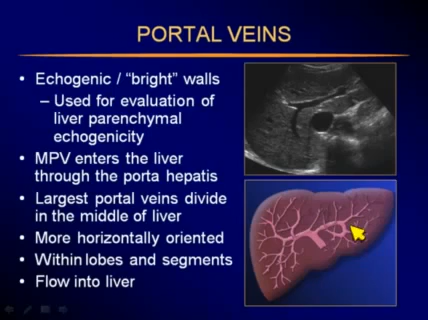 PORTAL VEINS
• Echogenic / “bright” walls
– Used for evaluation of
liver parenchymal
echogenicity
• MPV enters the liver
through the porta hepatis
• Largest portal veins divide
in the middle of liver
• More horizontally oriented
• Within lobes and segments
• Flow into liver